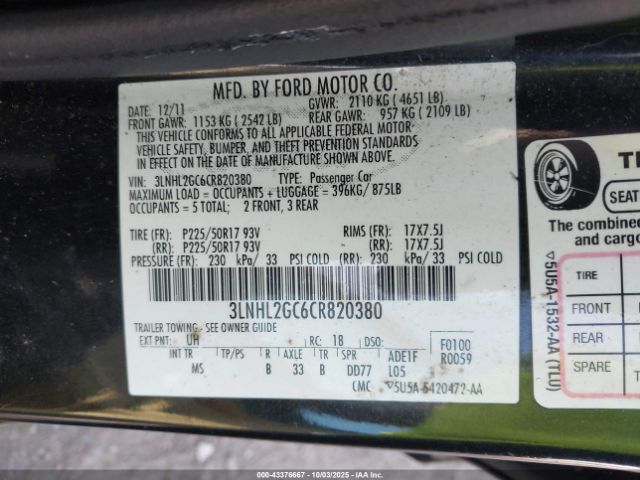 MFD. BY FORD MOTOR CO.
DATE: 12/11 GVWR: 2110 KG ( 4651 LB)
FRONT GAWR: 1153 KG ( 2542 LB) REAR GAWR: 957 KG ( 2109 LB)
THIS VEHICLE CONFORMS TO ALL APPLICABLE FEDERAL MOTOR
VEHICLE SAFETY, BUMPER, AND THEFT PREVENTION STANDARDS
IN EFFECT ON THE DATE OF MANUFACTURE SHOWN ABOVE.
VIN: 3LNHL2GC6CR820380 TYPE: Passenger Car
MAXIMUM LOAD = OCCUPANTS + LUGGAGE = 396KG/ 875LB
OCCUPANTS = 5 TOTAL; 2 FRONT, 3 REAR
TIRE (FR): P225/50R17 93V RIMS (FR): 17X7.5J
(RR): P225/50R17 93V (RR): 17X7.5J
PRESSURE (FR): 230 kPa/ 33 PSI COLD (RR): 230 kPa/ 33 PSI COLD
3LNHL2GC6CR820380
TRAILER TOWING - SEE OWNER GUIDE
EXT PNT: UH RC: 18 DSO: F0100
INT TR TP/PS R AXLE TR SPR ADE1F R0059
MS B 33 B DD77 L05
CMC ▽5U5A-5420472-AA
The combined
and cargo
TIRE
FRONT
REAR
SPARE
▽5U5A-1532-AA (TLU)
000-43376667 - 10/03/2025 - IAAI.COM